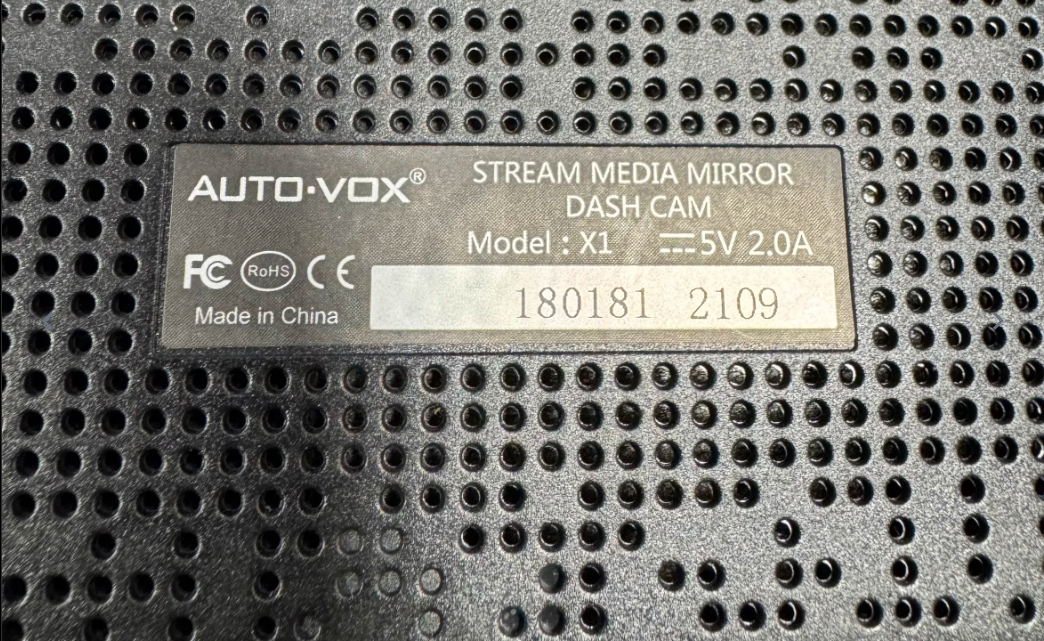 AUTO·VOX®
STREAM MEDIA MIRROR
DASH CAM
Model : X1 ⎓5V 2.0A
FC RoHS CE
Made in China
180181 2109